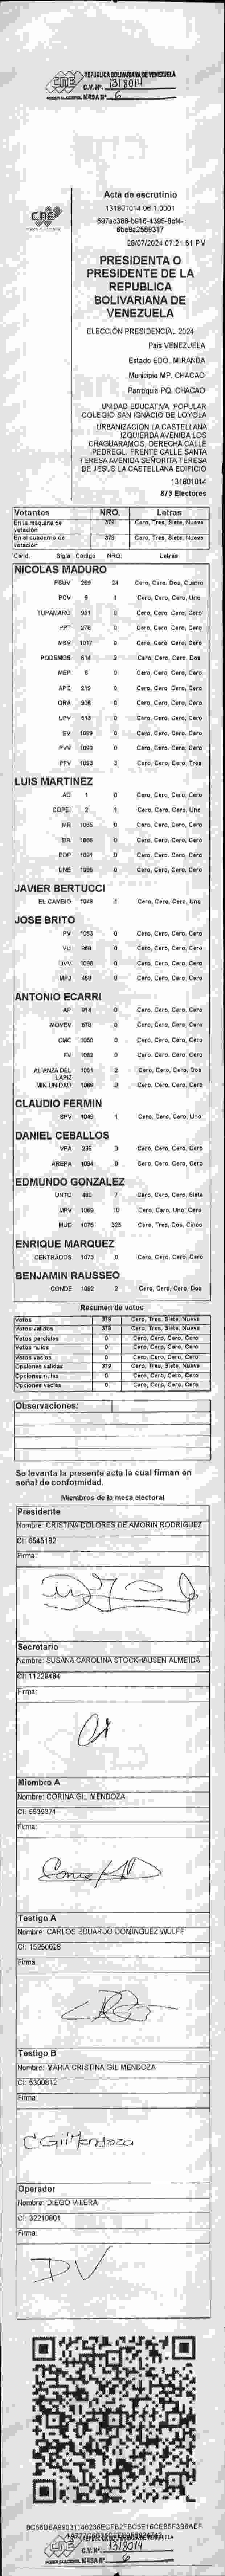 REPUBLICA BOLIVARIANA DE VENEZUELA
CNE
C.V. Nº. 1318014
PODER ELECTORAL MESA Nº 6
Acta de escrutinio
131801014.06.1.0001
28/07/2024 07:21:51 PM
PRESIDENTA O
PRESIDENTE DE LA
REPUBLICA
BOLIVARIANA DE
VENEZUELA
ELECCIÓN PRESIDENCIAL 2024
Pais VENEZUELA
Estado EDO. MIRANDA
Municipio MP. CHACAO
Parroquia PQ. CHACAO
UNIDAD EDUCATIVA POPULAR
COLEGIO SAN IGNACIO DE LOYOLA
URBANIZACION LA CASTELLANA
IZQUIERDA AVENIDA LOS
CHAGUARAMOS. DERECHA CALLE
PEDREGL. FRENTE CALLE SANTA
TERESA AVENIDA SEÑORITA TERESA
DE JESUS LA CASTELLANA EDIFICIO
131801014
873 Electores
Votantes NRO. Letras
En la máquina de votación 379 Cero, Tres, Siete, Nueve
En el cuaderno de votación 379 Cero, Tres, Siete, Nueve
Cand. Sigla Código NRO. Letras
NICOLAS MADURO
PSUV 269 24 Cero, Cero, Dos, Cuatro
PCV 9 1 Cero, Cero, Cero, Uno
TUPAMARO 931 0 Cero, Cero, Cero, Cero
PPT 276 0 Cero, Cero, Cero, Cero
MSV 1017 0 Cero, Cero, Cero, Cero
PODEMOS 514 2 Cero, Cero, Cero, Dos
MEP 6 0 Cero, Cero, Cero, Cero
APC 219 0 Cero, Cero, Cero, Cero
ORA 906 0 Cero, Cero, Cero, Cero
UPV 513 0 Cero, Cero, Cero, Cero
EV 1089 0 Cero, Cero, Cero, Cero
PVV 1090 0 Cero, Cero, Cero, Cero
PFV 1093 3 Cero, Cero, Cero, Tres
LUIS MARTINEZ
AD 1 0 Cero, Cero, Cero, Cero
COPEI 2 1 Cero, Cero, Cero, Uno
MR 1065 0 Cero, Cero, Cero, Cero
BR 1066 0 Cero, Cero, Cero, Cero
DDP 1091 0 Cero, Cero, Cero, Cero
UNE 1095 0 Cero, Cero, Cero, Cero
JAVIER BERTUCCI
EL CAMBIO 1048 1 Cero, Cero, Cero, Uno
JOSE BRITO
PV 1053 0 Cero, Cero, Cero, Cero
VU 968 0 Cero, Cero, Cero, Cero
UVV 1096 0 Cero, Cero, Cero, Cero
MPJ 459 0 Cero, Cero, Cero, Cero
ANTONIO ECARRI
AP 914 0 Cero, Cero, Cero, Cero
MOVEV 978 0 Cero, Cero, Cero, Cero
CMC 1050 0 Cero, Cero, Cero, Cero
FV 1062 0 Cero, Cero, Cero, Cero
ALIANZA DEL LAPIZ 1051 2 Cero, Cero, Cero, Dos
MIN UNIDAD 1068 0 Cero, Cero, Cero, Cero
CLAUDIO FERMIN
SPV 1049 1 Cero, Cero, Cero, Uno
DANIEL CEBALLOS
VPA 236 0 Cero, Cero, Cero, Cero
AREPA 1094 0 Cero, Cero, Cero, Cero
EDMUNDO GONZALEZ
UNTC 460 7 Cero, Cero, Cero, Siete
MPV 1069 10 Cero, Cero, Uno, Cero
MUD 1076 325 Cero, Tres, Dos, Cinco
ENRIQUE MARQUEZ
CENTRADOS 1073 0 Cero, Cero, Cero, Cero
BENJAMIN RAUSSEO
CONDE 1092 2 Cero, Cero, Cero, Dos
Resumen de votos
Votos 379 Cero, Tres, Siete, Nueve
Votos validos 379 Cero, Tres, Siete, Nueve
Votos parciales 0 Cero, Cero, Cero, Cero
Votos nulos 0 Cero, Cero, Cero, Cero
Votos vacios 0 Cero, Cero, Cero, Cero
Opciones validas 379 Cero, Tres, Siete, Nueve
Opciones nulas 0 Cero, Cero, Cero, Cero
Opciones vacias 0 Cero, Cero, Cero, Cero
Observaciones:
Se levanta la presente acta la cual firman en
señal de conformidad.
Miembros de la mesa electoral
Presidente
Nombre: CRISTINA DOLORES DE AMORIN RODRIGUEZ
CI: 6545182
Firma:
Secretario
Nombre: SUSANA CAROLINA STOCKHAUSEN ALMEIDA
CI: 11229484
Firma:
Miembro A
Nombre: CORINA GIL MENDOZA
CI: 5539371
Firma:
Testigo A
Nombre: CARLOS EDUARDO DOMINGUEZ WULFF
CI: 15250028
Firma:
Testigo B
Nombre: MARIA CRISTINA GIL MENDOZA
CI: 5300812
Firma:
C Gil Mendoza
Operador
Nombre: DIEGO VILERA
CI: 32210801
Firma:
DV
REPUBLICA BOLIVARIANA DE VENEZUELA
CNE
C.V. Nº. 1318014
PODER ELECTORAL MESA Nº 6